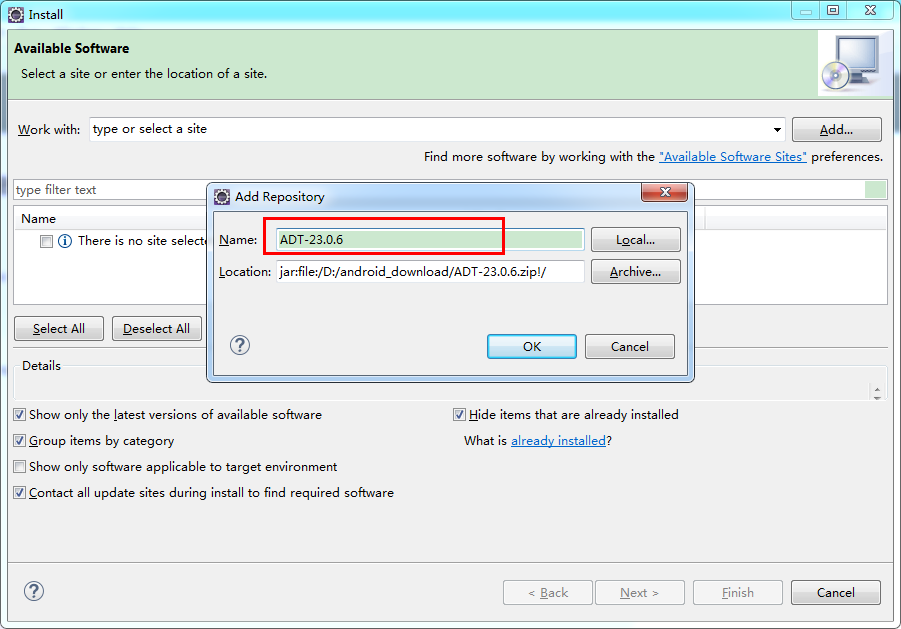 Install
Available Software
Select a site or enter the location of a site.
Work with: type or select a site Add...
Find more software by working with the "Available Software Sites" preferences.
type filter text
Name
There is no site selecte
Add Repository
Name: ADT-23.0.6 Local...
Location: jar:file:/D:/android_download/ADT-23.0.6.zip!/ Archive...
OK Cancel
Select All Deselect All
Details
Show only the latest versions of available software Hide items that are already installed
Group items by category What is already installed?
Show only software applicable to target environment
Contact all update sites during install to find required software
< Back Next > Finish Cancel